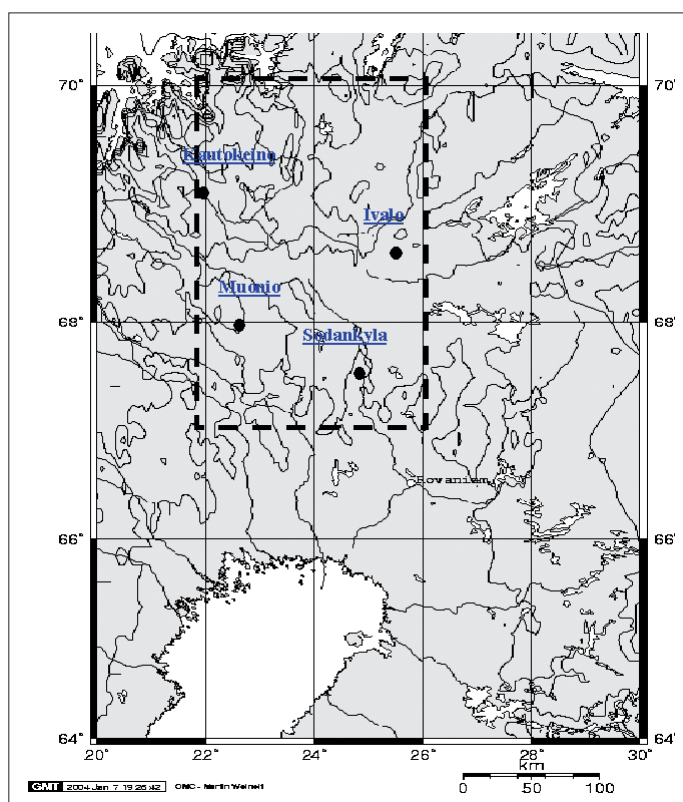 70°
70°
Kautokeino
Ivalo
Muonio
68°
68°
Sodankyla
Rovaniemi
66°
66°
64°
64°
20° 22° 24° 26° 28° 30°
km
0 50 100
GMT 2004 Jan 7 19:26:42 OMC - Martin Weinelt